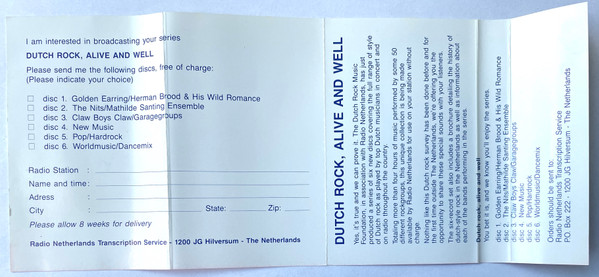 I am interested in broadcasting your series
DUTCH ROCK, ALIVE AND WELL
Please send me the following discs, free of charge:
(Please indicate your choice)
disc 1. Golden Earring/Herman Brood & His Wild Romance
disc 2. The Nits/Mathilde Santing Ensemble
disc 3. Claw Boys Claw/Garagegroups
disc 4. New Music
disc 5. Pop/Hardrock
disc 6. Worldmusic/Dancemix
Radio Station :
Name and time:
Adress :
City : State: Zip:
Please allow 8 weeks for delivery
Radio Netherlands Transcription Service - 1200 JG Hilversum - The Netherlands
DUTCH ROCK, ALIVE AND WELL
Yes, it's true and we can prove it. The Dutch Rock Music
Foundation, in association with Radio Netherlands, has just
produced a series of six new discs covering the full range of style
in Dutch rock as played by top Dutch musicians in concert and
on radio throughout the country.
Totaling more than four hours of music performed by some 50
different rockgroups, this unique collection is being made
available by Radio Netherlands for use on your station without
charge.
Nothing like this Dutch rock survey has been done before and for
the first time outside The Netherlands, we're offering you the
opportunity to share these special sounds with your listeners.
The six-record set also includes a brochure detailing the history of
dutch-style rock in the Netherlands as well as information about
each of the bands performing in the series.
Dutch rock, alive and well.
You bet it is, and we know you'll enjoy the series.
disc 1 Golden Earring/Herman Brood & His Wild Romance
disc 2 The Nits/Mathilde Santing Ensemble
disc 3 Claw Boys Claw/Garagegroups
disc 4 New Music
disc 5 Pop/Hardrock
disc 6 Worldmusic/Dancemix
Orders should be sent to:
Radio Netherlands Transcription Service
P.O. Box 222 - 1200 JG Hilversum - The Netherlands